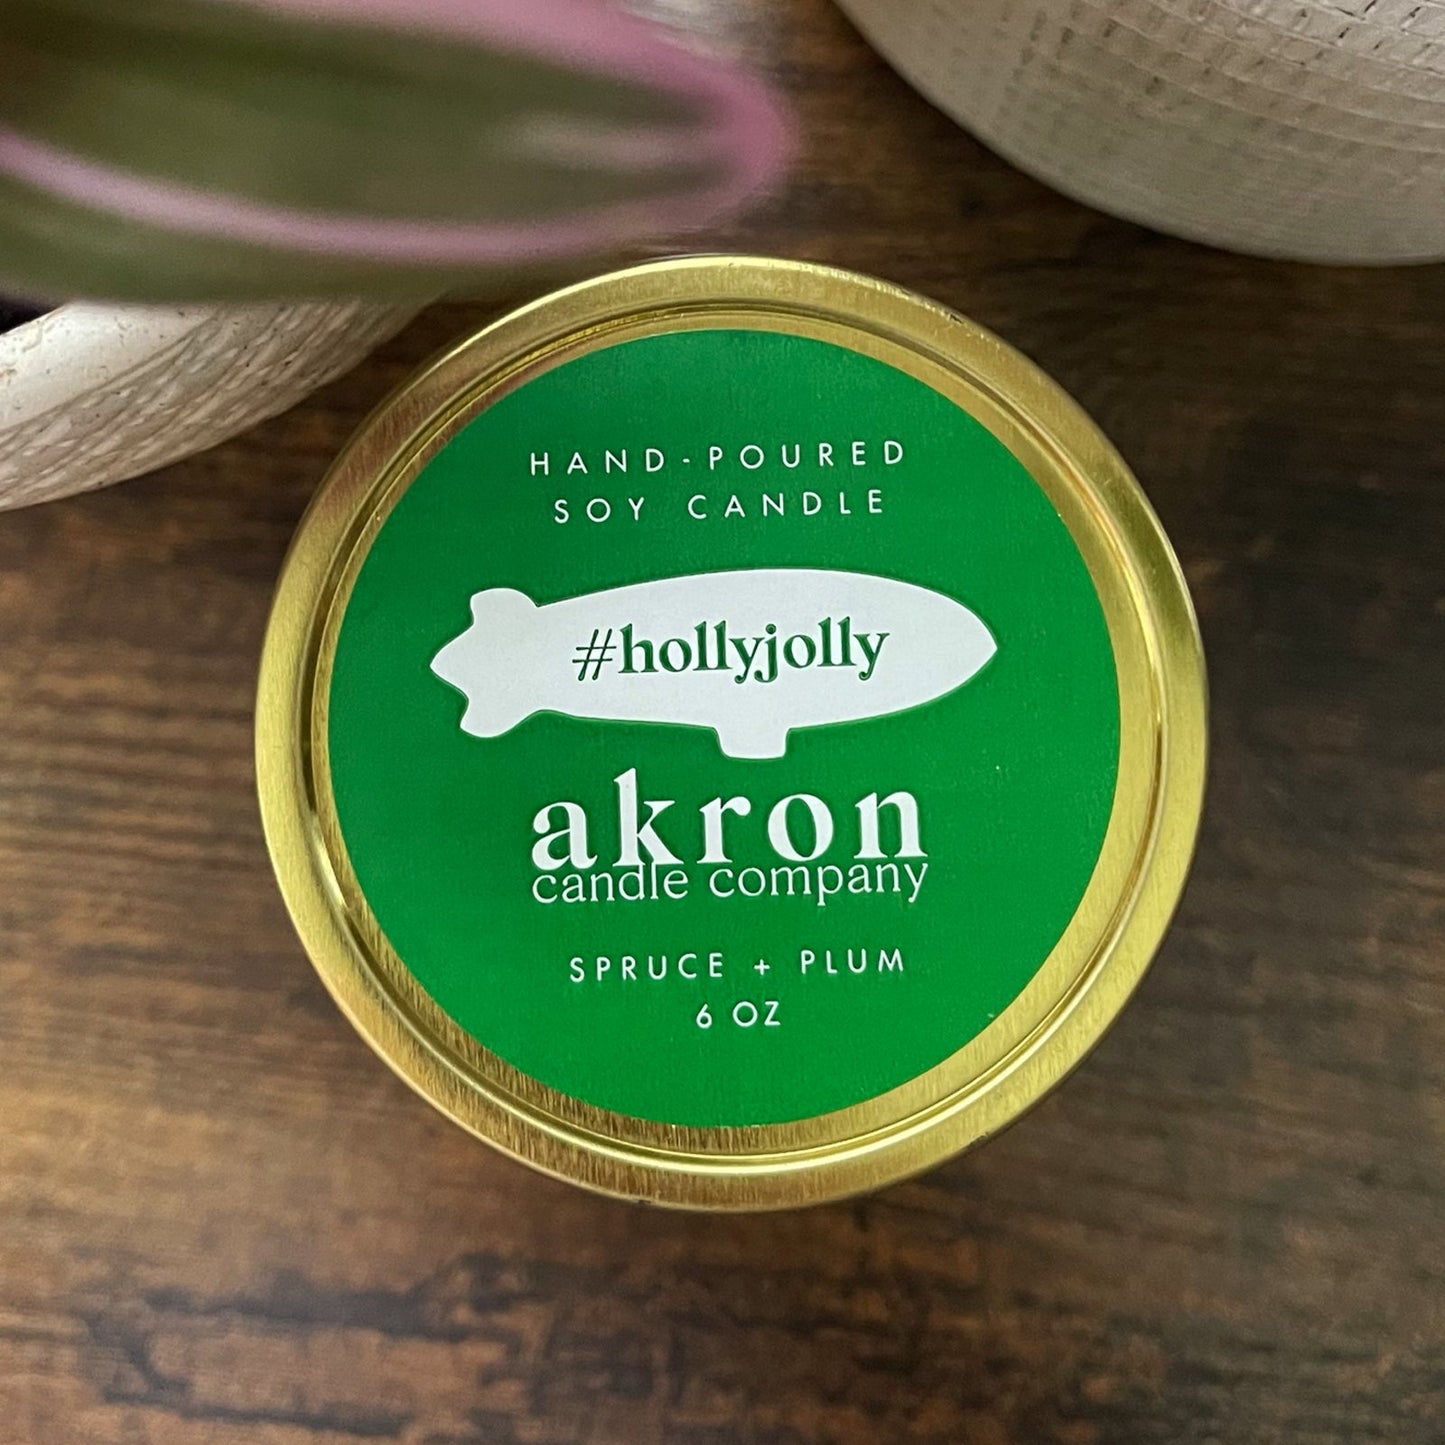 HAND-POURED
SOY CANDLE
#hollyjolly
akron
candle company
SPRUCE + PLUM
6 OZ